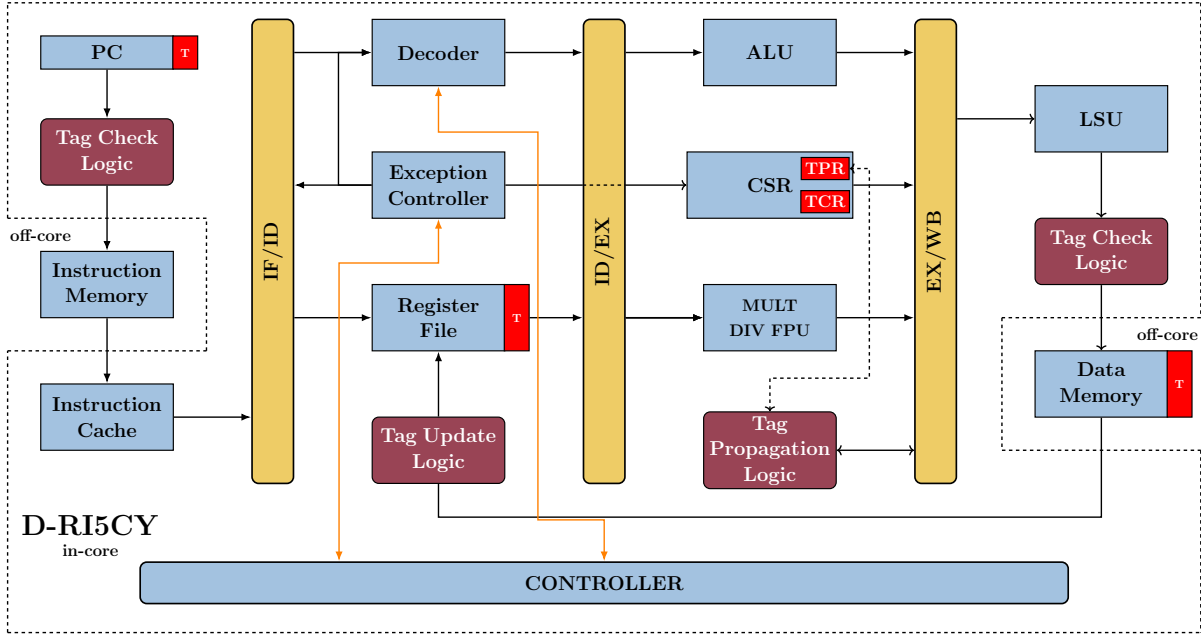 PC
T
Tag Check
Logic
off-core
Instruction
Memory
Instruction
Cache
D-RI5CY
in-core
IF/ID
Decoder
Exception
Controller
Register
File
T
Tag Update
Logic
ID/EX
ALU
CSR
TPR
TCR
MULT
DIV FPU
Tag
Propagation
Logic
EX/WB
LSU
Tag Check
Logic
off-core
Data
Memory
T
CONTROLLER